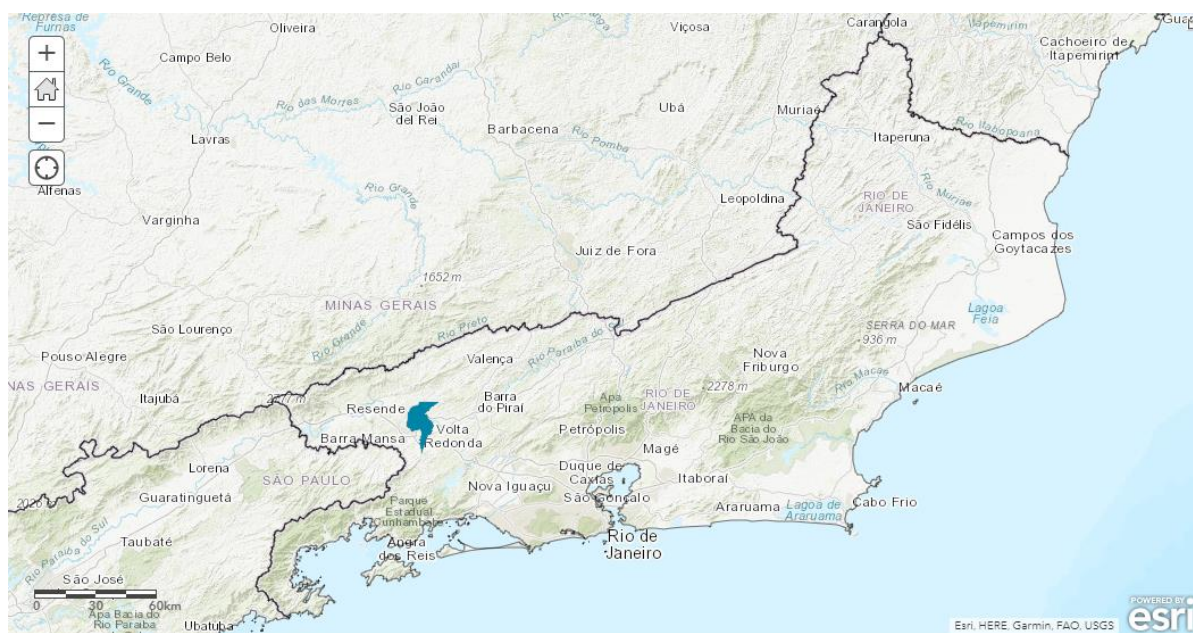 Represa de
Furnas
Oliveira
Viçosa
Carangola
Itapemirim
Gua
Campo Belo
Cachoeiro de
Itapemirim
Rio Grande
Rio Carandaí
Rio das Mortes
São João
del Rei
Ubá
Muriaé
Lavras
Barbacena
Rio Pomba
Rio Itabapoana
Itaperuna
Alfenas
Rio Grande
Leopoldina
RIO DE
JANEIRO
Rio Muriaé
Varginha
São Fidélis
Campos dos
Goytacazes
Juiz de Fora
1652 m
MINAS GERAIS
Lagoa
Feia
São Lourenço
Rio Grande
Rio Preto
Rio Paraíba do S
SERRA DO MAR
936 m
Pouso Alegre
Valença
Nova
Friburgo
NAS GERAIS
Itajubá
Barra
do Piraí
Apa
Petrópolis
RIO DE
JANEIRO
2278 m
Rio Macaé
Macaé
Resende
APA da
Bacia do
Rio São João
Barra Mansa
Volta
Redonda
Petrópolis
Magé
Lorena
SÃO PAULO
Duque de
Caxias
Itaboraí
Guaratinguetá
Nova Iguaçu
São Gonçalo
Araruama
Lagoa de
Araruama
Cabo Frio
Parque
Estadual
Cunhambebe
Rio Paraíba do Sul
Taubaté
Angra
dos Reis
Rio de
Janeiro
São José
0 30 60km
Apa Bacia do
Rio Paraiba
Ubatuba
Esri, HERE, Garmin, FAO, USGS
POWERED BY
esri